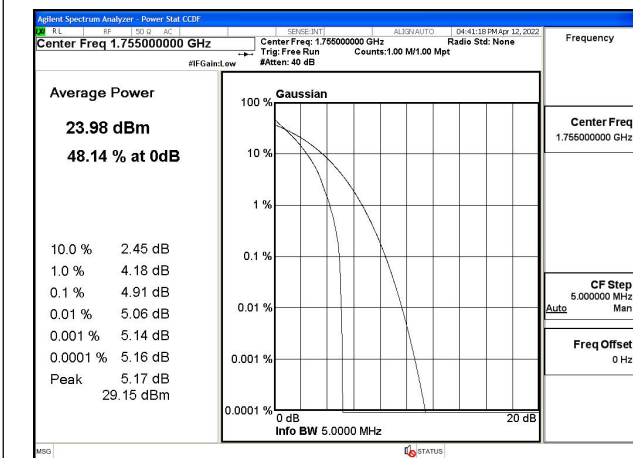 Agilent Spectrum Analyzer - Power Stat CCDF
LXI RL RF 50 Ω AC SENSE:INT ALIGN AUTO 04:41:18 PM Apr 12, 2022
Center Freq 1.755000000 GHz
Center Freq: 1.755000000 GHz Radio Std: None
Trig: Free Run Counts:1.00 M/1.00 Mpt
#IFGain:Low #Atten: 40 dB
Average Power
23.98 dBm
48.14 % at 0dB
10.0 % 2.45 dB
1.0 % 4.18 dB
0.1 % 4.91 dB
0.01 % 5.06 dB
0.001 % 5.14 dB
0.0001 % 5.16 dB
Peak 5.17 dB
29.15 dBm
Gaussian
100 %
10 %
1 %
0.1 %
0.01 %
0.001 %
0.0001 %
0 dB 20 dB
Info BW 5.0000 MHz
Frequency
Center Freq
1.755000000 GHz
CF Step
5.000000 MHz
Auto Man
Freq Offset
0 Hz
MSG STATUS